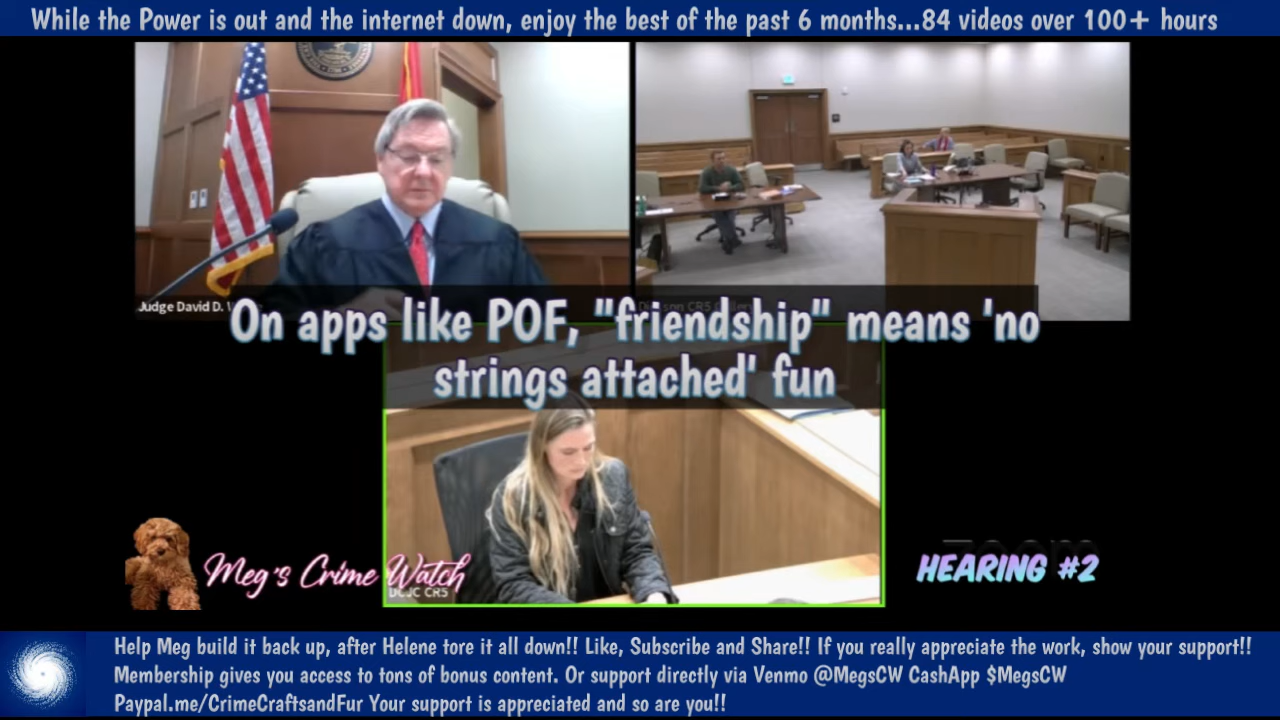 While the Power is out and the internet down, enjoy the best of the past 6 months...84 videos over 100+ hours
Judge David D.
On apps like POF, "friendship" means 'no
strings attached' fun
Meg's Crime Watch
HEARING #2
DCJC CR5
Help Meg build it back up, after Helene tore it all down!! Like, Subscribe and Share!! If you really appreciate the work, show your support!!
Membership gives you access to tons of bonus content. Or support directly via Venmo @MegsCW CashApp $MegsCW
Paypal.me/CrimeCraftsandFur Your support is appreciated and so are you!!